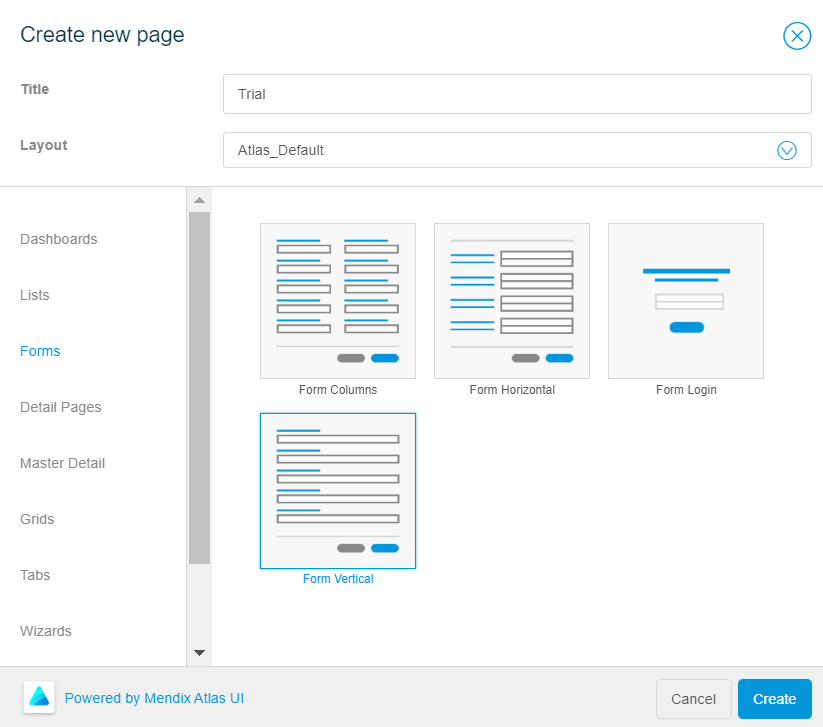 Create new page
Title
Trial
Layout
Atlas_Default
Dashboards
Lists
Forms
Detail Pages
Master Detail
Grids
Tabs
Wizards
Form Columns
Form Horizontal
Form Login
Form Vertical
Powered by Mendix Atlas UI
Cancel
Create